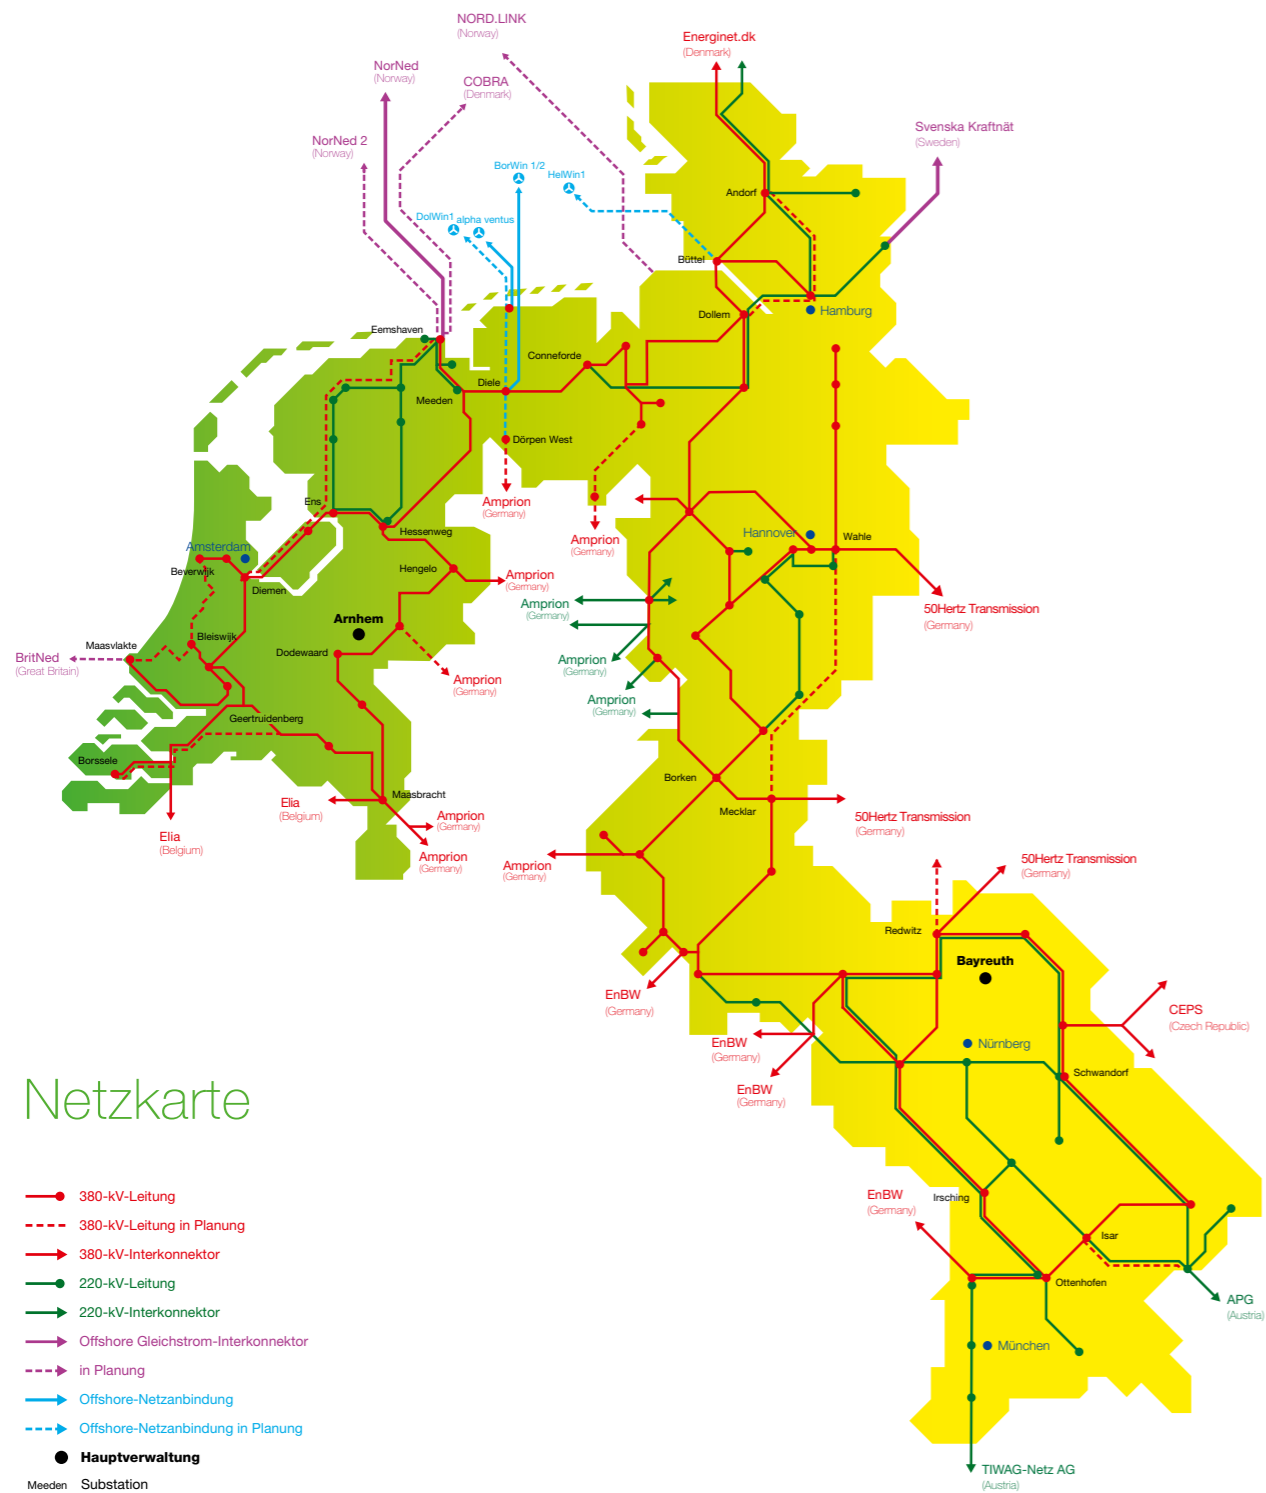 NORD.LINK
(Norway)
Energinet.dk
(Denmark)
NorNed
(Norway)
COBRA
(Denmark)
Svenska Kraftnät
(Sweden)
NorNed 2
(Norway)
BorWin 1/2
HelWin1
Andorf
DolWin1
alpha ventus
Büttel
Dollem
Hamburg
Eemshaven
Conneforde
Diele
Meeden
Dörpen West
Ens
Amprion
(Germany)
Hessenweg
Amprion
(Germany)
Hannover
Wahle
Amsterdam
Beverwijk
Diemen
Hengelo
Amprion
(Germany)
Amprion
(Germany)
50Hertz Transmission
(Germany)
Arnhem
Bleiswijk
Maasvlakte
Dodewaard
BritNed
(Great Britain)
Amprion
(Germany)
Amprion
(Germany)
Amprion
(Germany)
Geertruidenberg
Borssele
Borken
Maasbracht
Mecklar
Elia
(Belgium)
Amprion
(Germany)
50Hertz Transmission
(Germany)
Elia
(Belgium)
Amprion
(Germany)
Amprion
(Germany)
50Hertz Transmission
(Germany)
Redwitz
Bayreuth
EnBW
(Germany)
CEPS
(Czech Republic)
EnBW
(Germany)
Nürnberg
Schwandorf
EnBW
(Germany)
Netzkarte
EnBW
(Germany)
Irsching
Isar
Ottenhofen
APG
(Austria)
München
TIWAG-Netz AG
(Austria)
380-kV-Leitung
380-kV-Leitung in Planung
380-kV-Interkonnektor
220-kV-Leitung
220-kV-Interkonnektor
Offshore Gleichstrom-Interkonnektor
in Planung
Offshore-Netzanbindung
Offshore-Netzanbindung in Planung
Hauptverwaltung
Meeden Substation